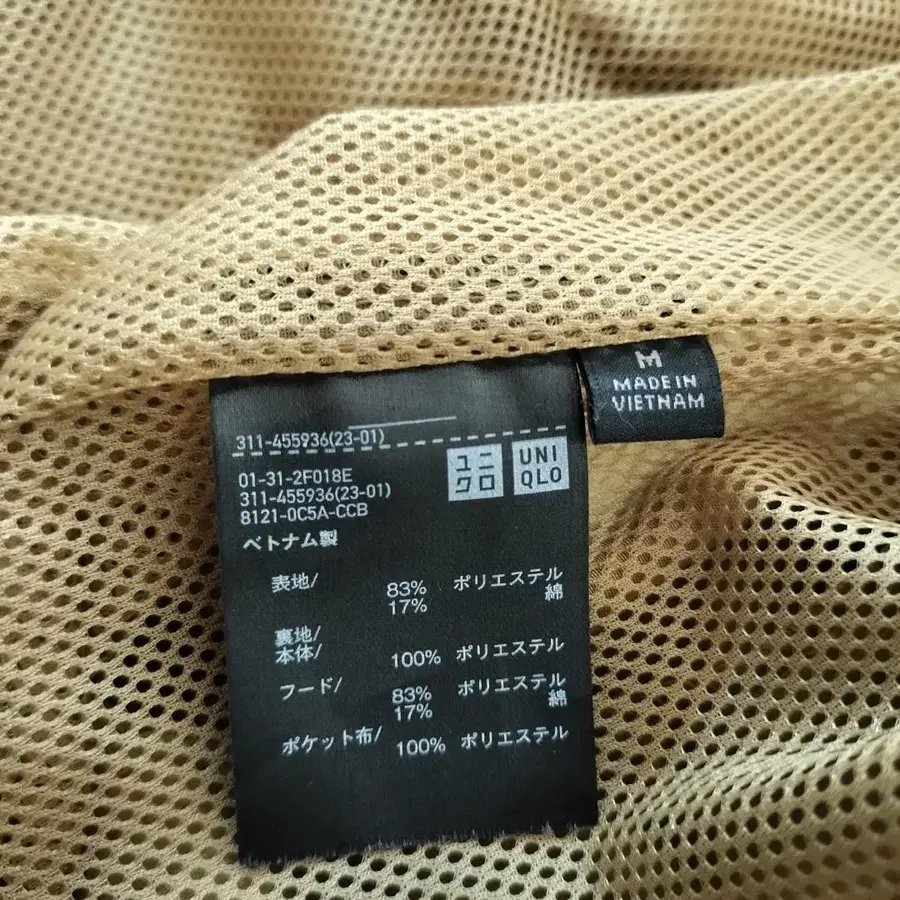 M
MADE IN
VIETNAM
311-455936(23-01)
01-31-2F018E
311-455936(23-01)
8121-0C5A-CCB
ユニ
クロ
UNI
QLO
ベトナム製
表地/ 83% ポリエステル
17% 綿
裏地/
本体/ 100% ポリエステル
フード/ 83% ポリエステル
17% 綿
ポケット布/ 100% ポリエステル